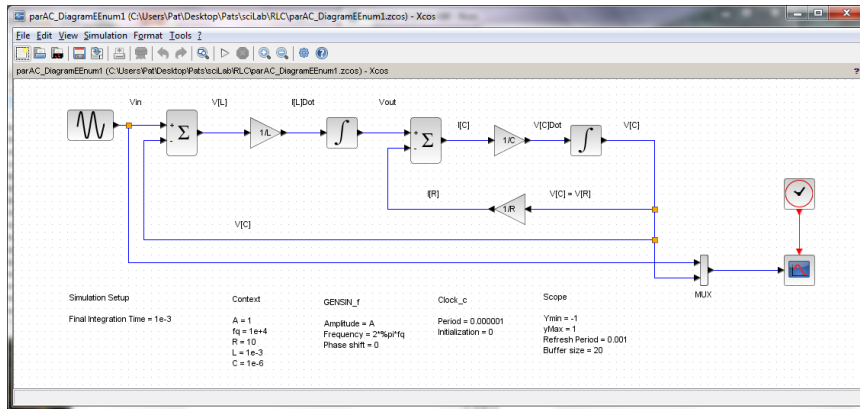 parAC_DiagramEEnum1 (C:\Users\Pat\Desktop\Pats\sciLab\RLC\parAC_DiagramEEnum1.zcos) - Xcos
File Edit View Simulation Format Tools ?
parAC_DiagramEEnum1 (C:\Users\Pat\Desktop\Pats\sciLab\RLC\parAC_DiagramEEnum1.zcos) - Xcos ?
Vin V[L] I[L]Dot Vout I[C] V[C]Dot V[C]
+ - Σ 1/L ∫ + - Σ 1/C ∫
I[R] 1/R V[C] = V[R]
V[C]
MUX
Simulation Setup
Final Integration Time = 1e-3
Context
A = 1
fq = 1e+4
R = 10
L = 1e-3
C = 1e-6
GENSIN_f
Amplitude = A
Frequency = 2*%pi*fq
Phase shift = 0
Clock_c
Period = 0.000001
Initialization = 0
Scope
Ymin = -1
yMax = 1
Refresh Period = 0.001
Buffer size = 20